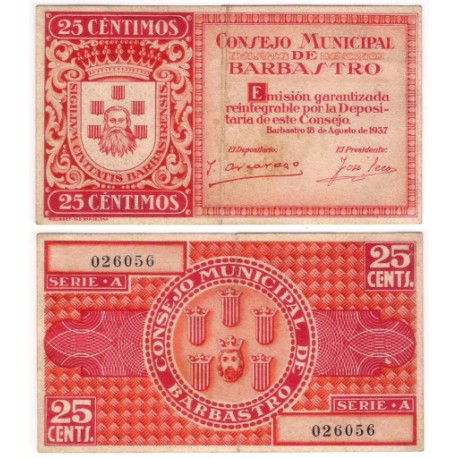 25 CÉNTIMOS
SIGILVM CIVITATIS BARBASTRENSIS
25 CÉNTIMOS
CONSEJO MUNICIPAL
DE
BARBASTRO
Emisión garantizada
reintegrable por la Deposi-
taría de este Consejo.
Barbastro 18 de Agosto de 1937
El Depositario: El Presidente:
José
026056
SERIE · A
25
CENTS.
CONSEJO MUNICIPAL DE BARBASTRO
25
CENTS.
SERIE · A
026056